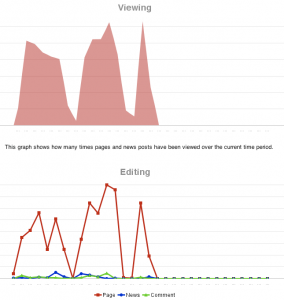 Viewing
This graph shows how many times pages and news posts have been viewed over the current time period.
Editing
Page News Comment